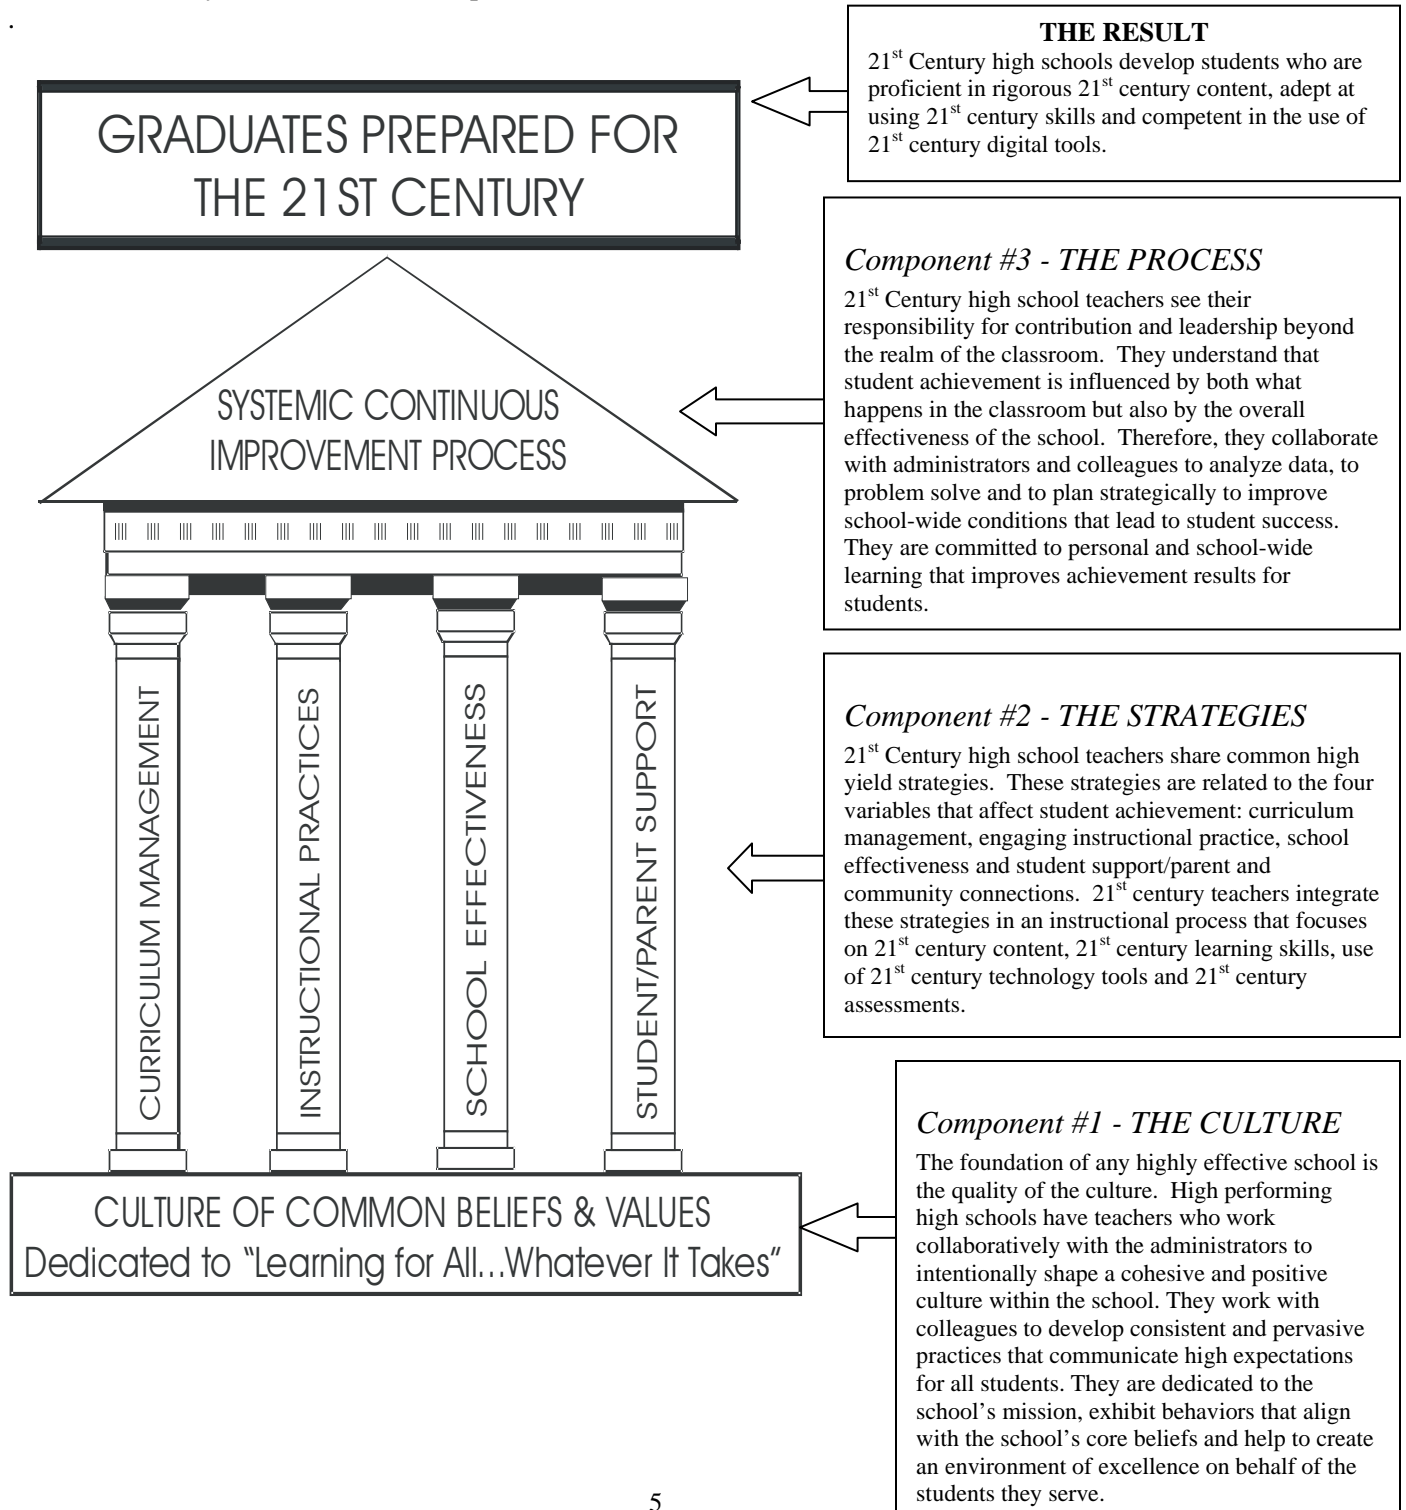 .
THE RESULT
21st Century high schools develop students who are
proficient in rigorous 21st century content, adept at
using 21st century skills and competent in the use of
21st century digital tools.
GRADUATES PREPARED FOR
THE 21ST CENTURY
Component #3 - THE PROCESS
21st Century high school teachers see their
responsibility for contribution and leadership beyond
the realm of the classroom.  They understand that
student achievement is influenced by both what
happens in the classroom but also by the overall
effectiveness of the school.  Therefore, they collaborate
with administrators and colleagues to analyze data, to
problem solve and to plan strategically to improve
school-wide conditions that lead to student success.
They are committed to personal and school-wide
learning that improves achievement results for
students.
SYSTEMIC CONTINUOUS
IMPROVEMENT PROCESS
CURRICULUM MANAGEMENT
INSTRUCTIONAL PRACTICES
SCHOOL EFFECTIVENESS
STUDENT/PARENT SUPPORT
Component #2 - THE STRATEGIES
21st Century high school teachers share common high
yield strategies.  These strategies are related to the four
variables that affect student achievement: curriculum
management, engaging instructional practice, school
effectiveness and student support/parent and
community connections.  21st century teachers integrate
these strategies in an instructional process that focuses
on 21st century content, 21st century learning skills, use
of 21st century technology tools and 21st century
assessments.
CULTURE OF COMMON BELIEFS & VALUES
Dedicated to “Learning for All...Whatever It Takes”
Component #1 - THE CULTURE
The foundation of any highly effective school is
the quality of the culture.  High performing
high schools have teachers who work
collaboratively with the administrators to
intentionally shape a cohesive and positive
culture within the school. They work with
colleagues to develop consistent and pervasive
practices that communicate high expectations
for all students. They are dedicated to the
school’s mission, exhibit behaviors that align
with the school’s core beliefs and help to create
an environment of excellence on behalf of the
students they serve.
5